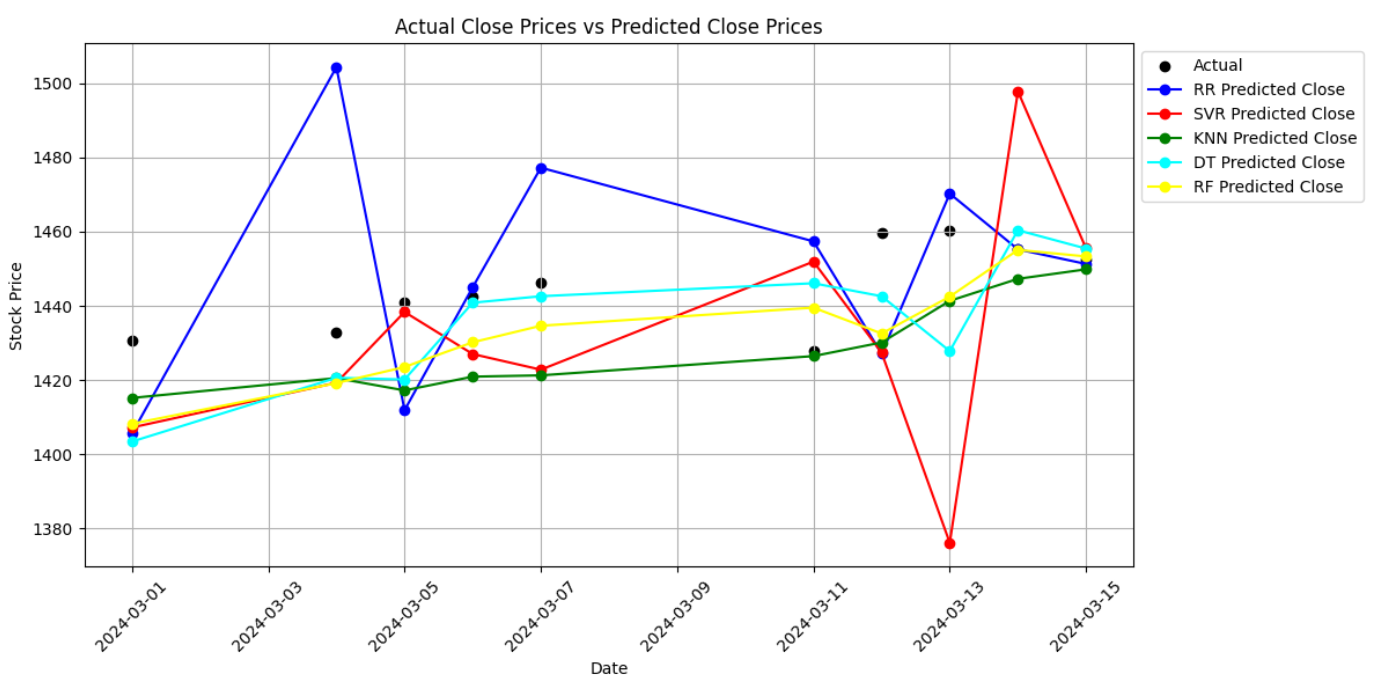 Actual Close Prices vs Predicted Close Prices
Stock Price
1500
1480
1460
1440
1420
1400
1380
2024-03-01
2024-03-03
2024-03-05
2024-03-07
2024-03-09
2024-03-11
2024-03-13
2024-03-15
Date
Actual
RR Predicted Close
SVR Predicted Close
KNN Predicted Close
DT Predicted Close
RF Predicted Close